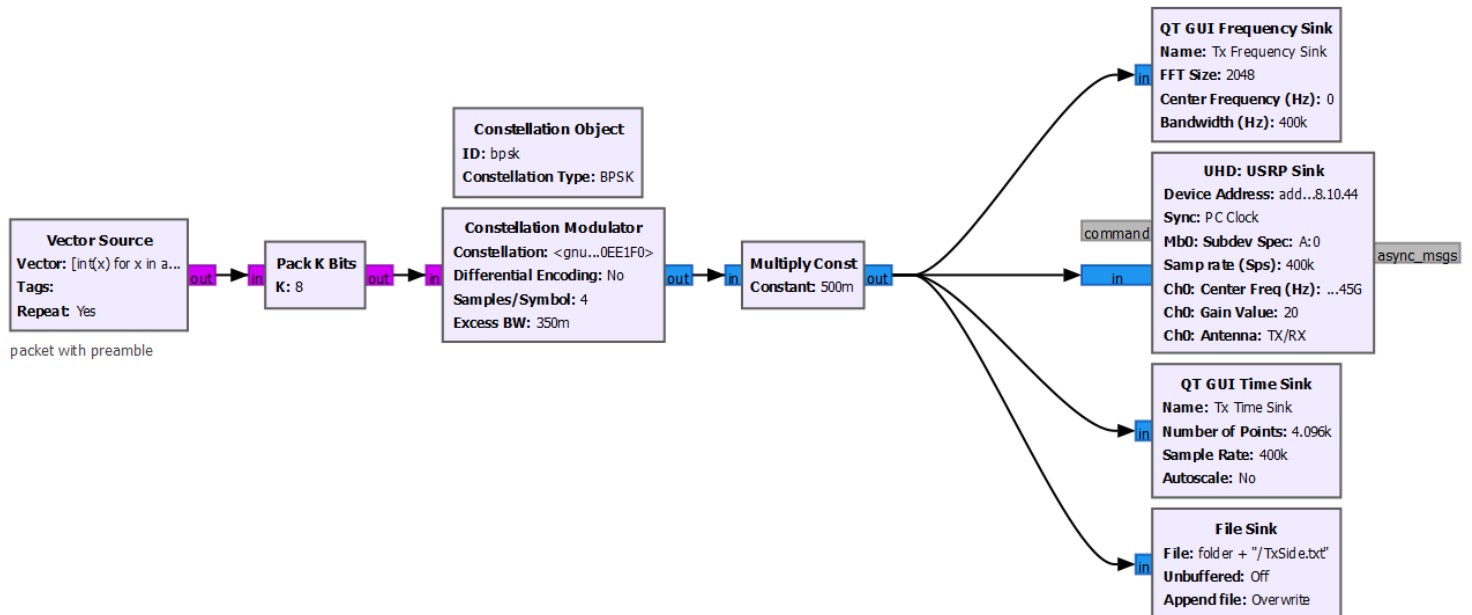 Vector Source
Vector: [int(x) for x in a...
Tags:
Repeat: Yes
out
packet with preamble
in
Pack K Bits
K: 8
out
Constellation Object
ID: bpsk
Constellation Type: BPSK
in
Constellation Modulator
Constellation: <gnu...0EE1F0>
Differential Encoding: No
Samples/Symbol: 4
Excess BW: 350m
out
in
Multiply Const
Constant: 500m
out
in
QT GUI Frequency Sink
Name: Tx Frequency Sink
FFT Size: 2048
Center Frequency (Hz): 0
Bandwidth (Hz): 400k
command
in
UHD: USRP Sink
Device Address: add...8.10.44
Sync: PC Clock
Mb0: Subdev Spec: A:0
Samp rate (Sps): 400k
Ch0: Center Freq (Hz): ...45G
Ch0: Gain Value: 20
Ch0: Antenna: TX/RX
async_msgs
in
QT GUI Time Sink
Name: Tx Time Sink
Number of Points: 4.096k
Sample Rate: 400k
Autoscale: No
in
File Sink
File: folder + "/TxSide.txt"
Unbuffered: Off
Append file: Overwrite